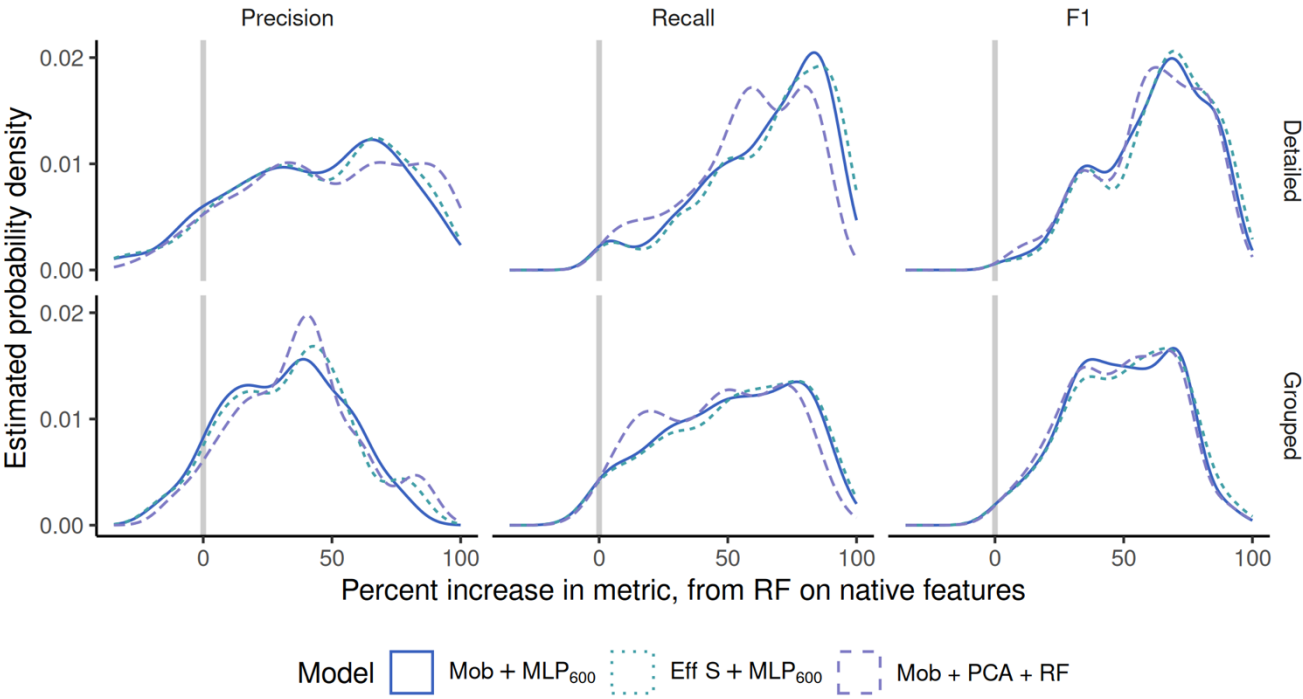 Precision
Recall
F1
Estimated probability density
0.02
0.01
0.00
Detailed
0.02
0.01
0.00
Grouped
0
50
100
0
50
100
0
50
100
Percent increase in metric, from RF on native features
Model
Mob + MLP600
Eff S + MLP600
Mob + PCA + RF